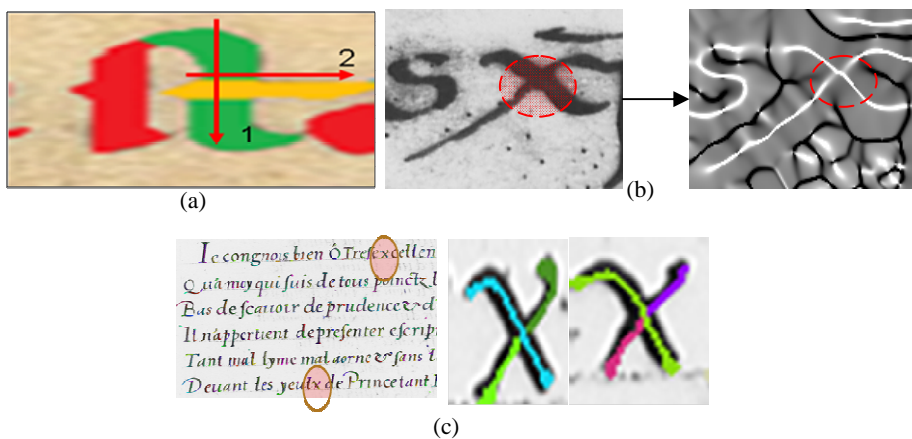 2
1
S X
(a)
(b)
Ie congnois bien Ô Treſexcellen
Qu'a moy qui ſuis de tous poinctz
Bas de ſcauoir de prudence & d
Il n'appertient de preſenter eſcrip
Tant mal lyme mal aorne & ſans
Deuant les yeulx de Prince tant
x x
(c)